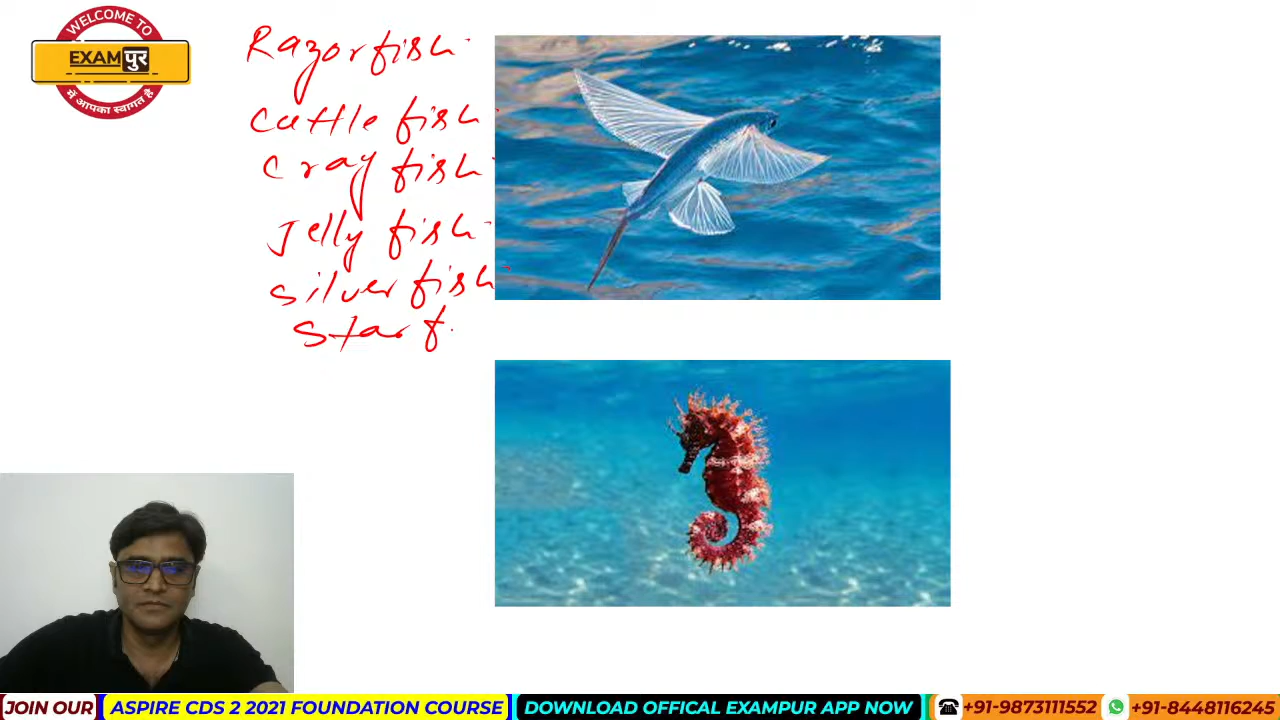 WELCOME TO
EXAMपुर
में आपका स्वागत है
Razorfish
Cuttle fish
Cray fish
Jelly fish
Silver fish
Star f
JOIN OUR
ASPIRE CDS 2 2021 FOUNDATION COURSE
DOWNLOAD OFFICAL EXAMPUR APP NOW
+91-9873111552
+91-8448116245